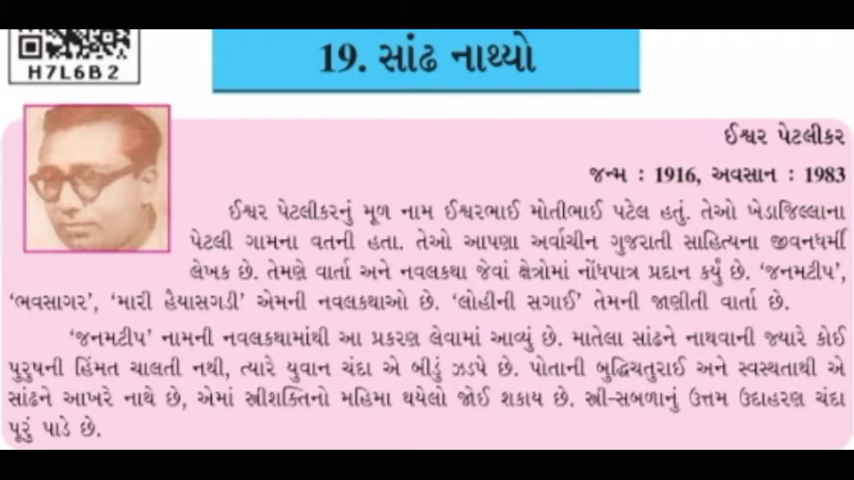 H7L6B2
19. સાંઢ નાથ્યો
ઈશ્વર પેટલીકર
જન્મ : 1916, અવસાન : 1983
ઈશ્વર પેટલીકરનું મૂળ નામ ઈશ્વરભાઈ મોતીભાઈ પટેલ હતું. તેઓ ખેડાજિલ્લાના
પેટલી ગામના વતની હતા. તેઓ આપણા અર્વાચીન ગુજરાતી સાહિત્યના જીવનધર્મી
લેખક છે. તેમણે વાર્તા અને નવલકથા જેવાં ક્ષેત્રોમાં નોંધપાત્ર પ્રદાન કર્યું છે. ‘જનમટીપ’,
‘ભવસાગર’, ‘મારી હૈયાસગડી’ એમની નવલકથાઓ છે. ‘લોહીની સગાઈ’ તેમની જાણીતી વાર્તા છે.
‘જનમટીપ’ નામની નવલકથામાંથી આ પ્રકરણ લેવામાં આવ્યું છે. માતેલા સાંઢને નાથવાની જ્યારે કોઈ
પુરુષની હિંમત ચાલતી નથી, ત્યારે યુવાન ચંદા એ બીડું ઝડપે છે. પોતાની બુદ્ધિચતુરાઈ અને સ્વસ્થતાથી એ
સાંઢને આખરે નાથે છે, એમાં સ્ત્રીશક્તિનો મહિમા થયેલો જોઈ શકાય છે. સ્ત્રી-સબળાનું ઉત્તમ ઉદાહરણ ચંદા
પૂરું પાડે છે.